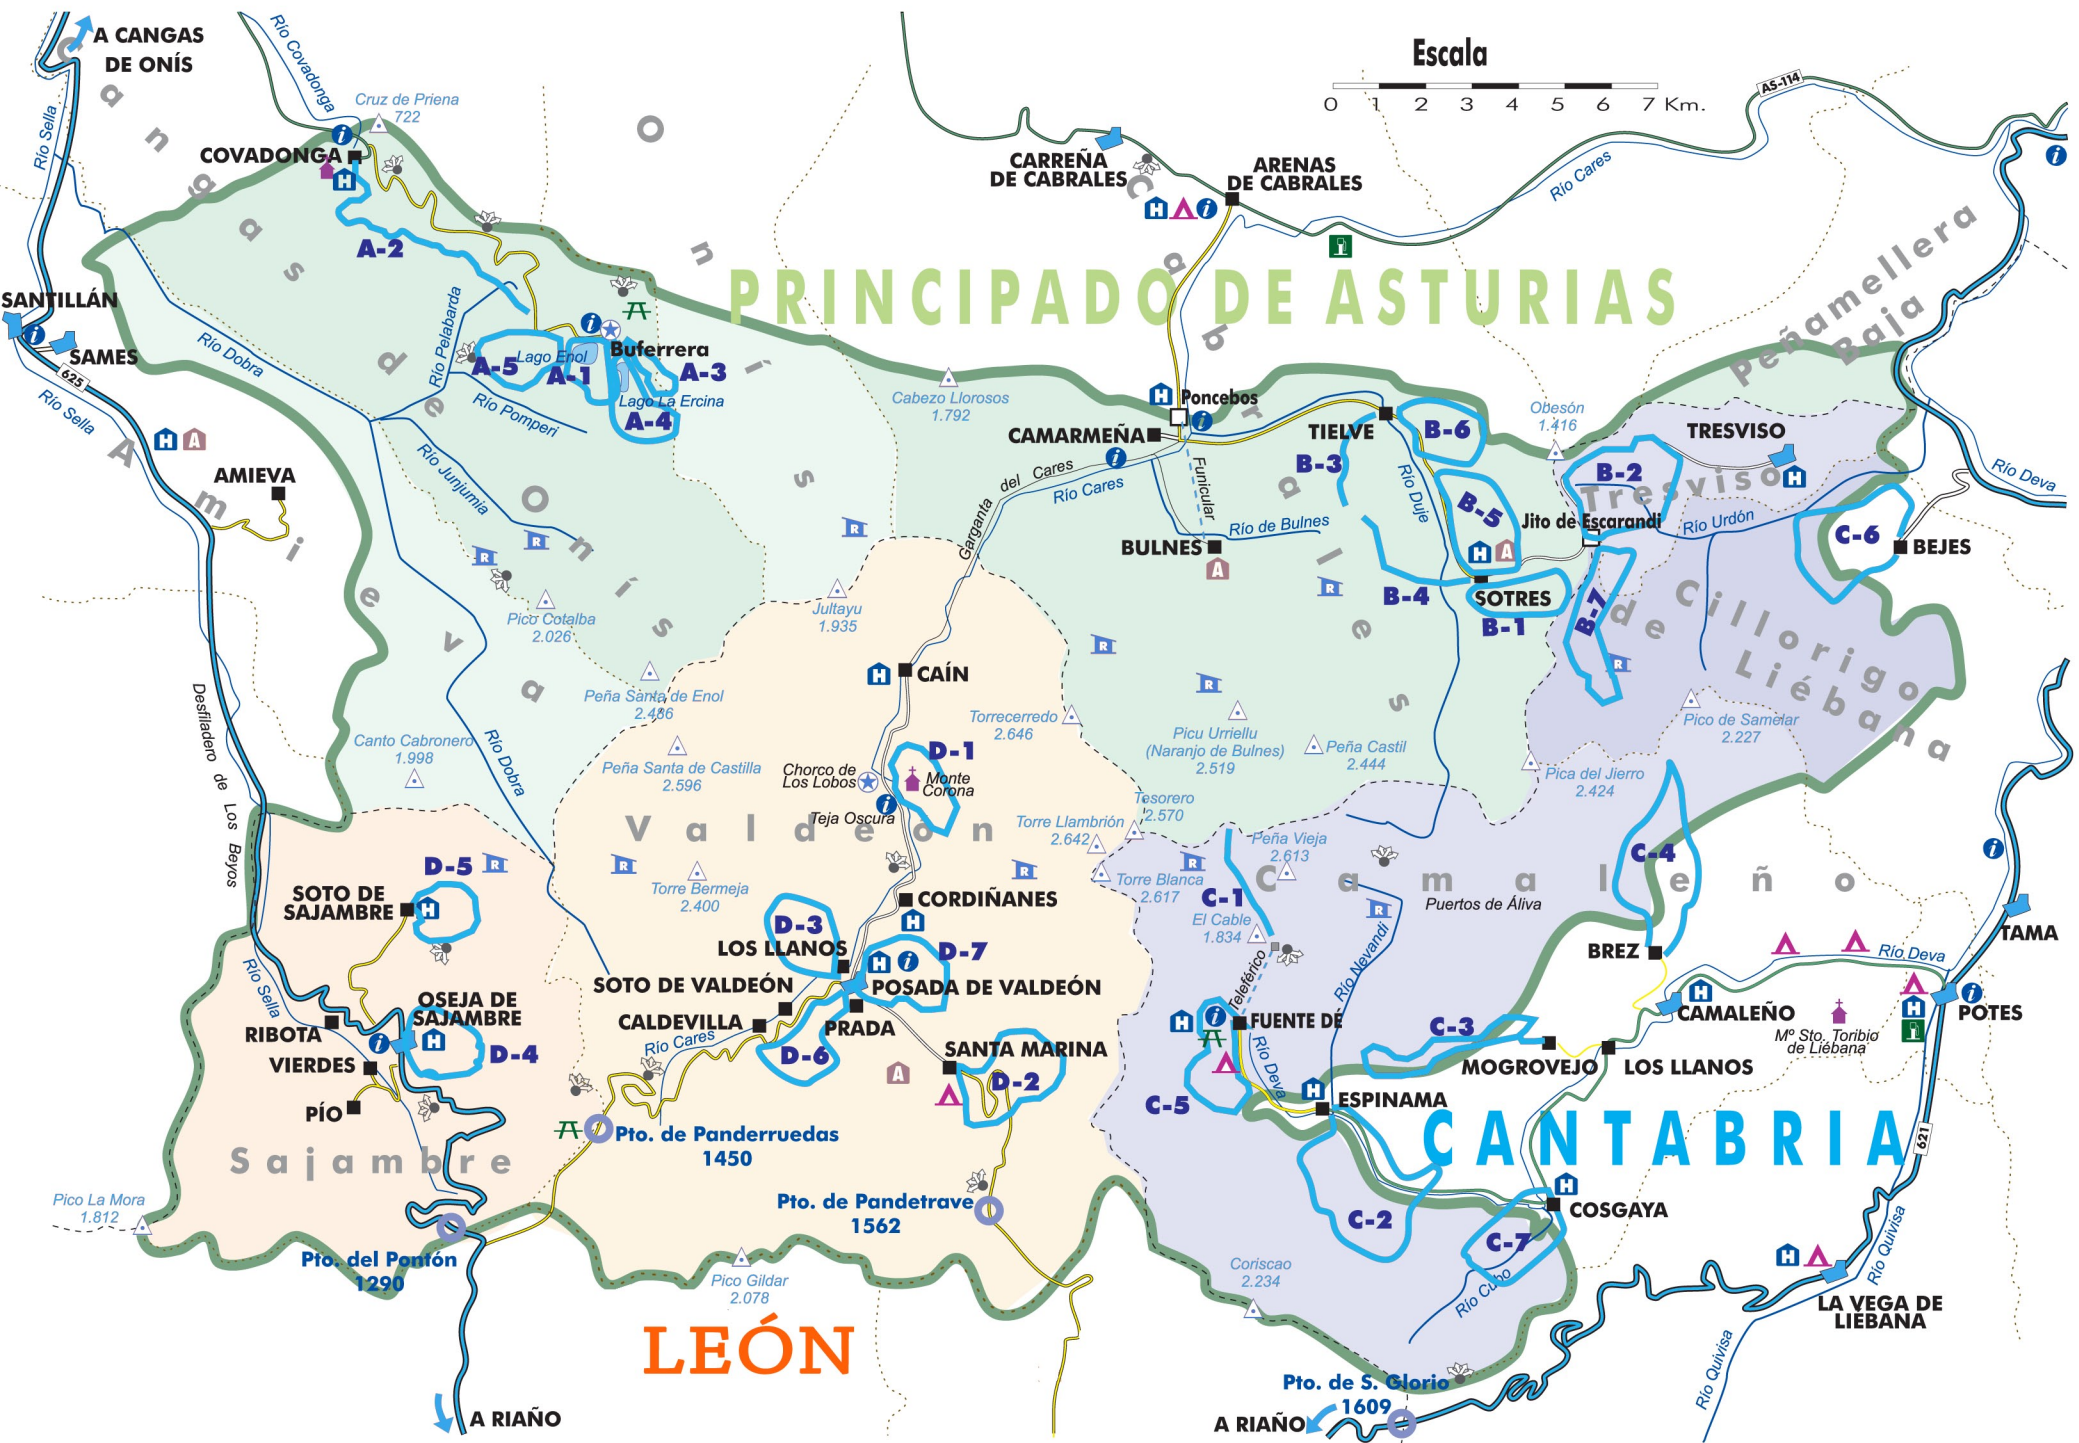 A CANGAS
DE ONÍS
Río Covadonga
Cruz de Priena
722
Escala
0 1 2 3 4 5 6 7 Km.
AS-114
Río Sella
Cangas de Onís
COVADONGA
H
A-2
CARREÑA
DE CABRALES
ARENAS
DE CABRALES
H
Río Cares
Onís
Cabrales
PRINCIPADO DE ASTURIAS
Peñamellera
Baja
SANTILLÁN
SAMES
625
Río Sella
Río Dobra
Río Pelabarda
Río Pomperi
A-5
Lago Enol
A-1
Buferrera
A-3
Lago La Ercina
A-4
Cabezo Llorosos
1.792
H
Poncebos
CAMARMEÑA
TIELVE
B-6
B-3
Obesón
1.416
TRESVISO
H
B-2
Tresviso
Río Deva
Amieva
H A
AMIEVA
Río Junjumia
Garganta del Cares
Río Cares
Funicular
Río de Bulnes
BULNES
A
Río Duje
B-5
H A
Jito de Escarandi
Río Urdón
C-6
BEJES
R
R
R
R
Pico Cotalba
2.026
Jultayu
1.935
B-4
SOTRES
B-1
B-7
Cillorigo
de
Liébana
R
R
R
H
CAÍN
Peña Santa de Enol
2.486
Torrecerredo
2.646
Picu Urriellu
(Naranjo de Bulnes)
2.519
Peña Castil
2.444
Pico de Samelar
2.227
Desfiladero de Los Beyos
Canto Cabronero
1.998
Río Dobra
Peña Santa de Castilla
2.596
Chorco de
Los Lobos
D-1
Monte
Corona
Teja Oscura
Valdeón
Pica del Jierro
2.424
Tesorero
2.570
Torre Llambrión
2.642
Peña Vieja
2.613
Torre Blanca
2.617
R
R
R
R
R
Camaleño
Puertos de Áliva
C-4
C-1
El Cable
1.834
D-5
SOTO DE
SAJAMBRE
H
Torre Bermeja
2.400
CORDIÑANES
H
D-3
LOS LLANOS
D-7
H
SOTO DE VALDEÓN
POSADA DE VALDEÓN
CALDEVILLA
PRADA
Río Cares
D-6
Teleférico
Río Nevandi
BREZ
Río Deva
TAMA
H
CAMALEÑO
H
POTES
Mº Sto. Toribio
de Liébana
Río Sella
OSEJA DE
SAJAMBRE
H
D-4
RIBOTA
VIERDES
PÍO
Sajambre
H
FUENTE DÉ
Río Deva
C-5
C-3
MOGROVEJO
LOS LLANOS
H
ESPINAMA
SANTA MARINA
D-2
A
CANTABRIA
621
Pto. de Panderruedas
1450
Pto. de Pandetrave
1562
Pico La Mora
1.812
Pto. del Pontón
1290
Pico Gildar
2.078
C-2
H
COSGAYA
C-7
Río Cubo
Coriscao
2.234
H
LA VEGA DE
LIÉBANA
Río Quivisa
Río Quivisa
LEÓN
Pto. de S. Glorio
1609
A RIAÑO
A RIAÑO